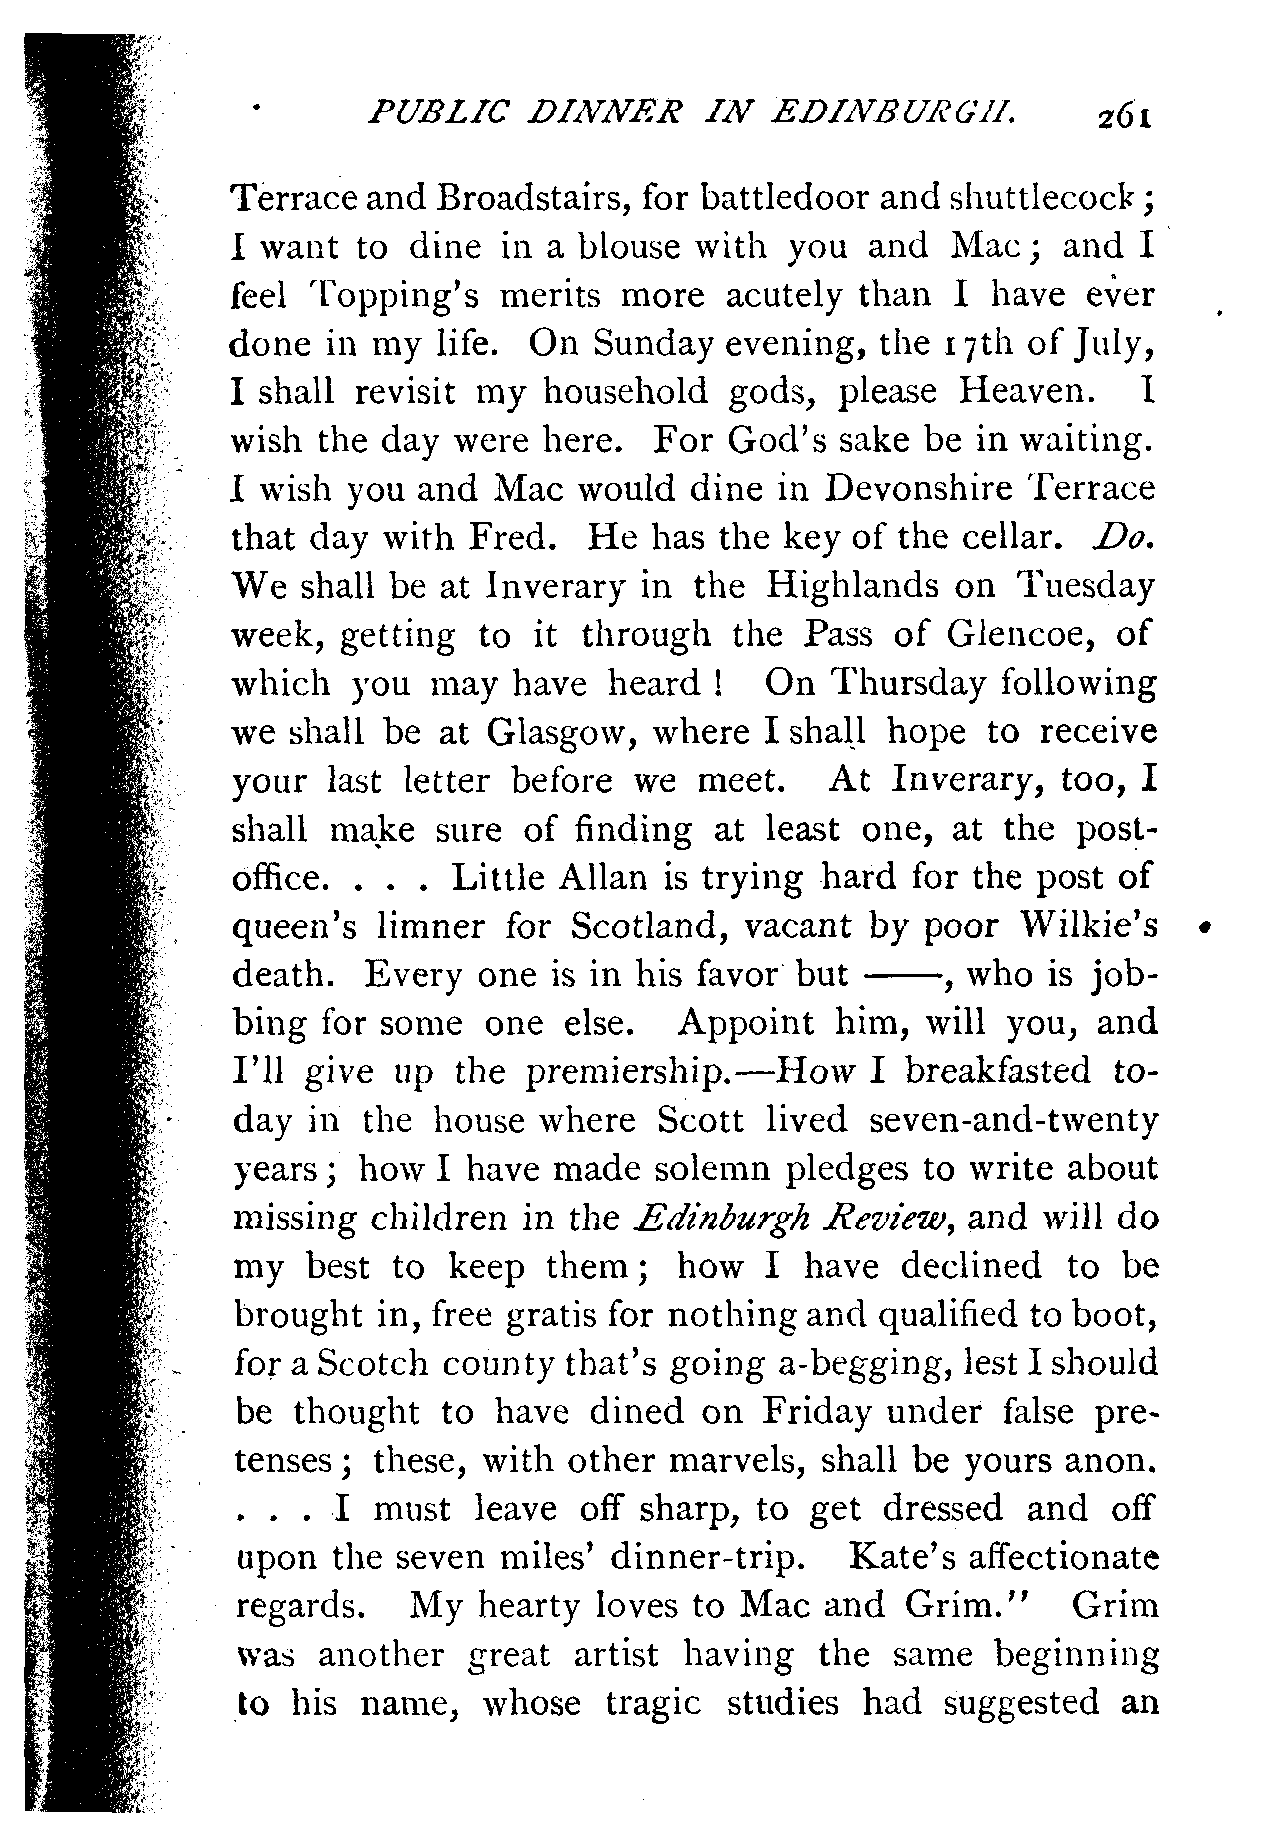 PUBLIC DINNER IN EDINBURGH. 261
Terrace and Broadstairs, for battledoor and shuttlecock ;
I want to dine in a blouse with you and Mac ; and I
feel Topping's merits more acutely than I have ever
done in my life. On Sunday evening, the 17th of July,
I shall revisit my household gods, please Heaven. I
wish the day were here. For God's sake be in waiting.
I wish you and Mac would dine in Devonshire Terrace
that day with Fred. He has the key of the cellar. Do.
We shall be at Inverary in the Highlands on Tuesday
week, getting to it through the Pass of Glencoe, of
which you may have heard ! On Thursday following
we shall be at Glasgow, where I shall hope to receive
your last letter before we meet. At Inverary, too, I
shall make sure of finding at least one, at the post-
office. . . . Little Allan is trying hard for the post of
queen's limner for Scotland, vacant by poor Wilkie's
death. Every one is in his favor but ——, who is job-
bing for some one else. Appoint him, will you, and
I'll give up the premiership.—How I breakfasted to-
day in the house where Scott lived seven-and-twenty
years ; how I have made solemn pledges to write about
missing children in the Edinburgh Review, and will do
my best to keep them ; how I have declined to be
brought in, free gratis for nothing and qualified to boot,
for a Scotch county that's going a-begging, lest I should
be thought to have dined on Friday under false pre-
tenses ; these, with other marvels, shall be yours anon.
. . . I must leave off sharp, to get dressed and off
upon the seven miles' dinner-trip. Kate's affectionate
regards. My hearty loves to Mac and Grim." Grim
was another great artist having the same beginning
to his name, whose tragic studies had suggested an